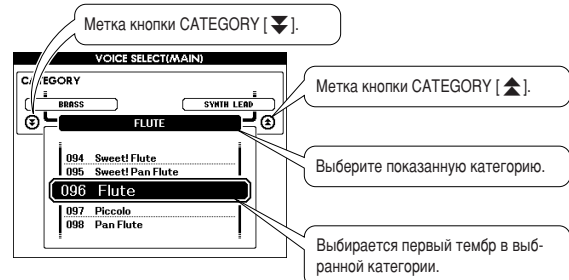 Метка кнопки CATEGORY [ ].
VOICE SELECT(MAIN)
CATEGORY
BRASS
SYNTH LEAD
FLUTE
094 Sweet! Flute
095 Sweet! Pan Flute
096 Flute
097 Piccolo
098 Pan Flute
Метка кнопки CATEGORY [ ].
Выберите показанную категорию.
Выбирается первый тембр в выб-
ранной категории.